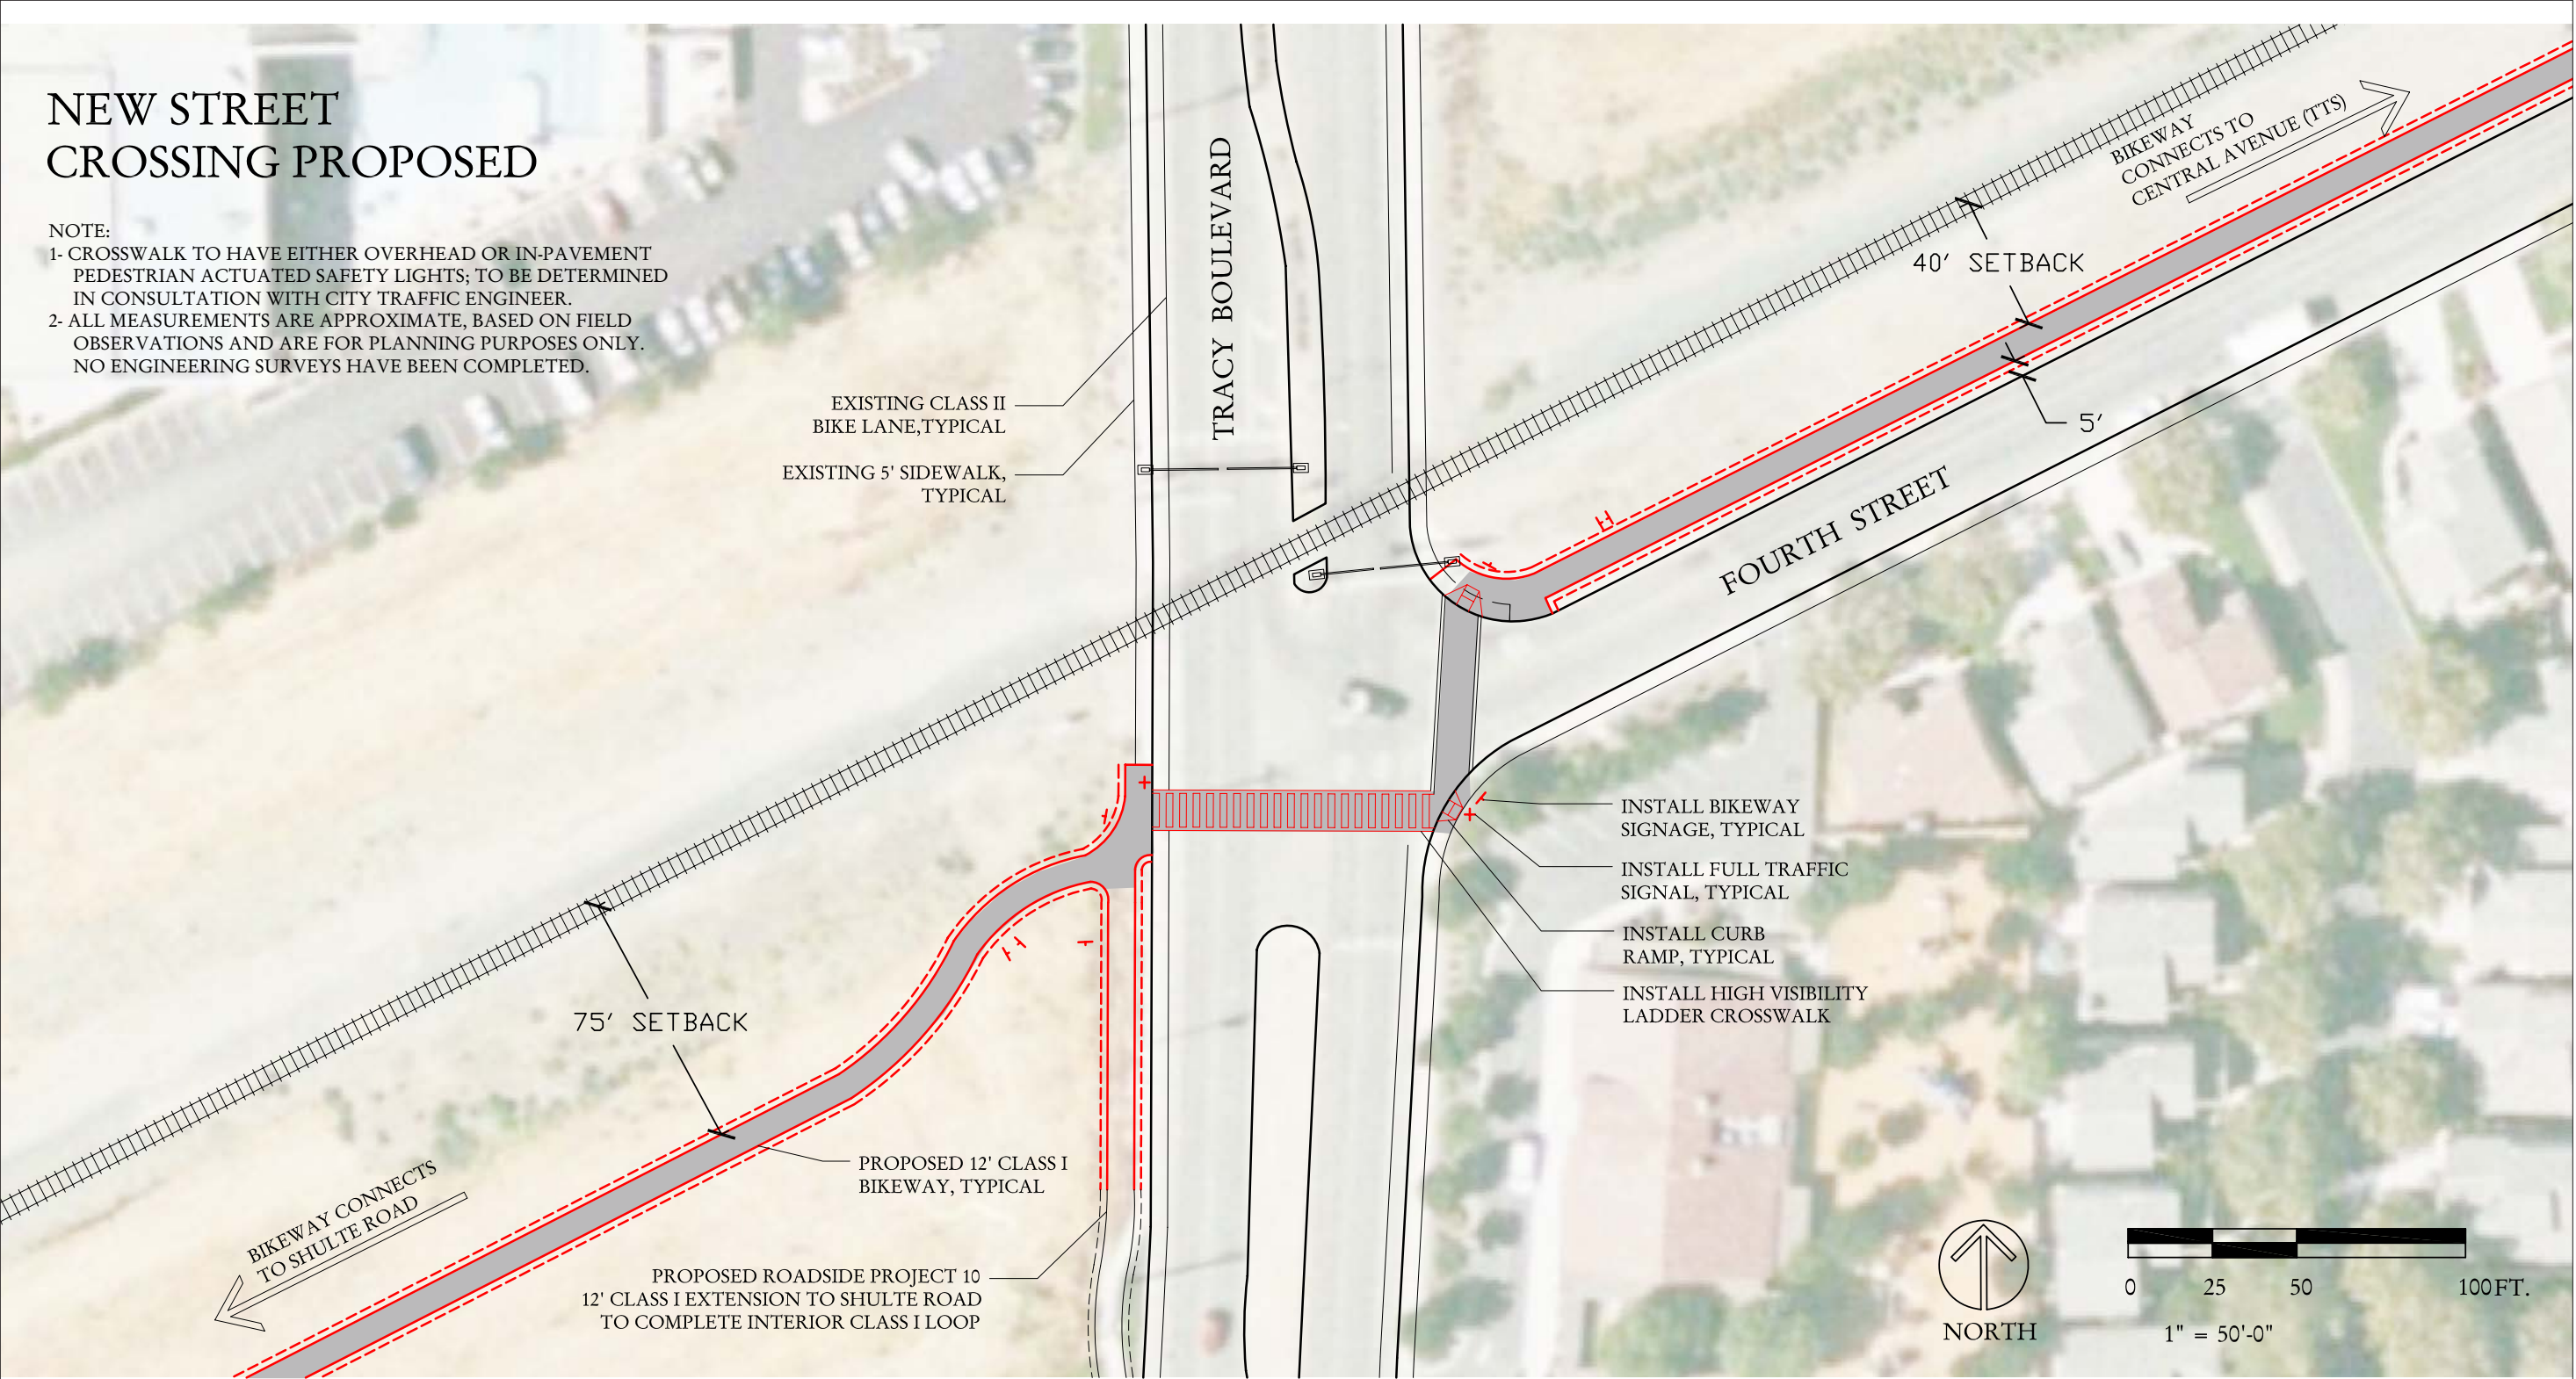 NEW STREET
CROSSING PROPOSED
NOTE:
1- CROSSWALK TO HAVE EITHER OVERHEAD OR IN-PAVEMENT
PEDESTRIAN ACTUATED SAFETY LIGHTS; TO BE DETERMINED
IN CONSULTATION WITH CITY TRAFFIC ENGINEER.
2- ALL MEASUREMENTS ARE APPROXIMATE, BASED ON FIELD
OBSERVATIONS AND ARE FOR PLANNING PURPOSES ONLY.
NO ENGINEERING SURVEYS HAVE BEEN COMPLETED.
TRACY BOULEVARD
EXISTING CLASS II
BIKE LANE,TYPICAL
EXISTING 5' SIDEWALK,
TYPICAL
BIKEWAY
CONNECTS TO
CENTRAL AVENUE (TTS)
40' SETBACK
5'
FOURTH STREET
INSTALL BIKEWAY
SIGNAGE, TYPICAL
INSTALL FULL TRAFFIC
SIGNAL, TYPICAL
INSTALL CURB
RAMP, TYPICAL
INSTALL HIGH VISIBILITY
LADDER CROSSWALK
75' SETBACK
PROPOSED 12' CLASS I
BIKEWAY, TYPICAL
BIKEWAY CONNECTS
TO SHULTE ROAD
PROPOSED ROADSIDE PROJECT 10
12' CLASS I EXTENSION TO SHULTE ROAD
TO COMPLETE INTERIOR CLASS I LOOP
NORTH
0 25 50 100 FT.
1" = 50'-0"